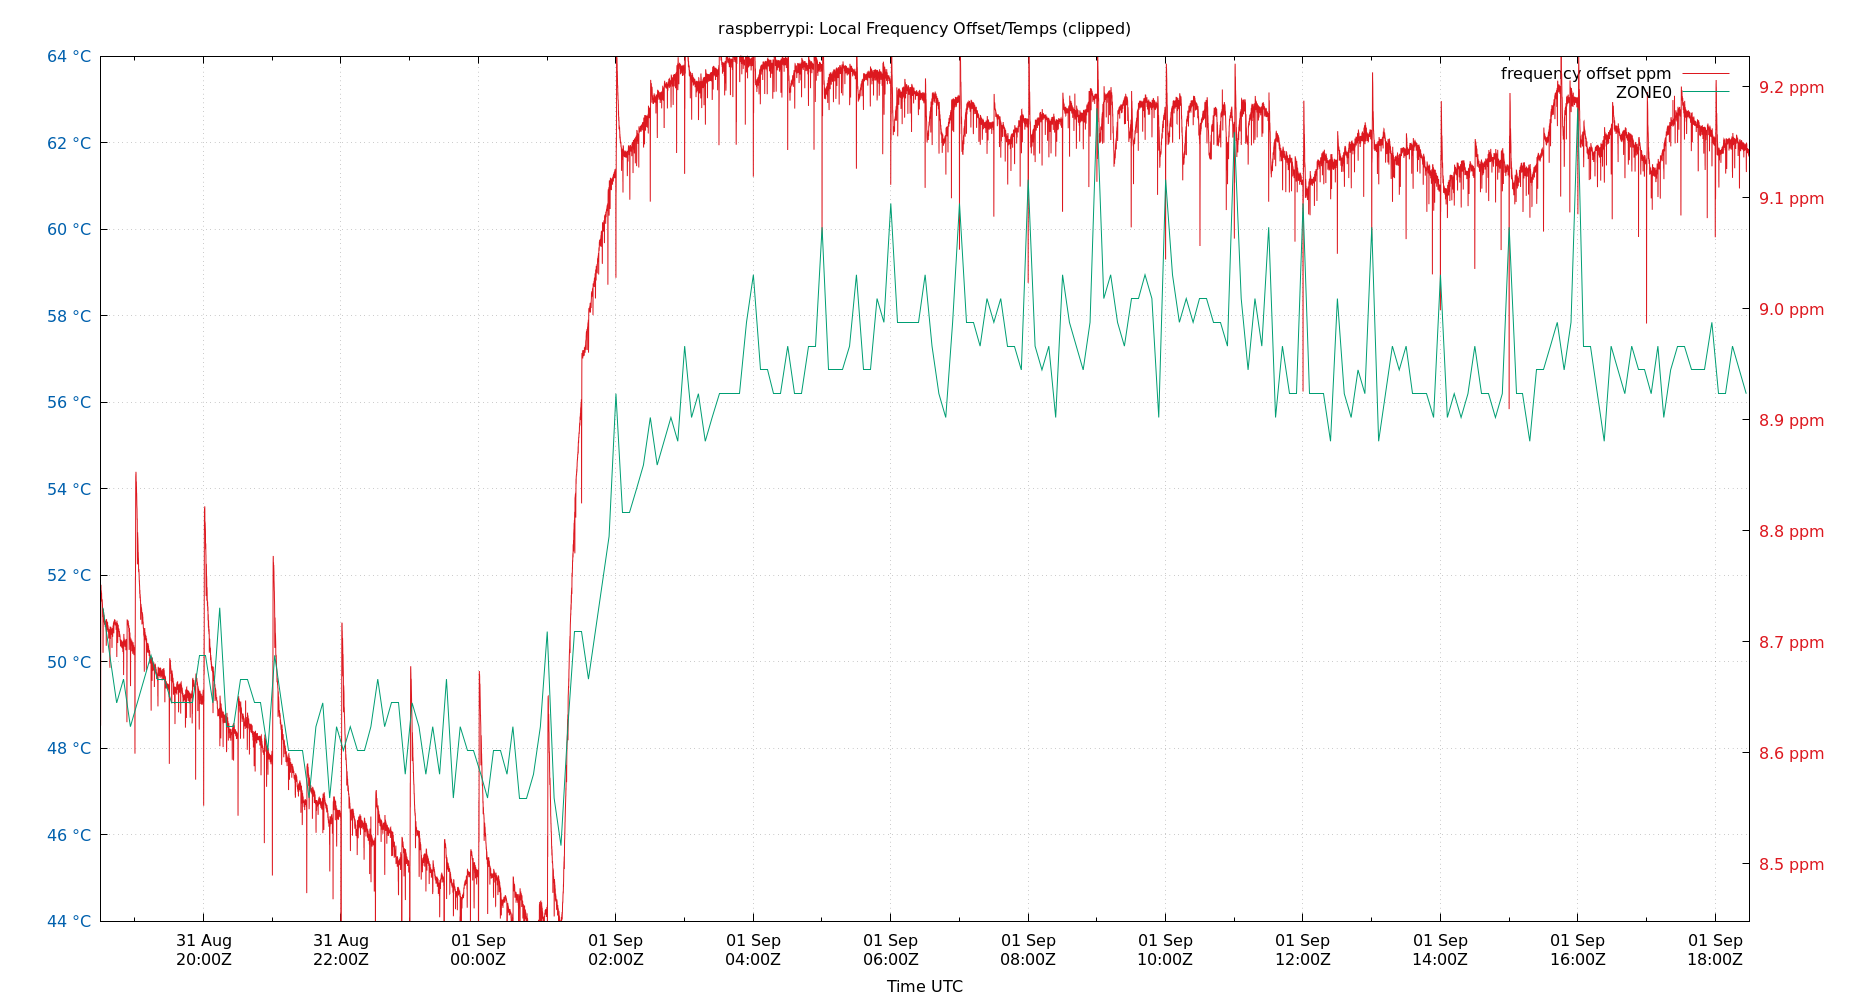 raspberrypi: Local Frequency Offset/Temps (clipped)
64 °C
62 °C
60 °C
58 °C
56 °C
54 °C
52 °C
50 °C
48 °C
46 °C
44 °C
frequency offset ppm
ZONE0
9.2 ppm
9.1 ppm
9.0 ppm
8.9 ppm
8.8 ppm
8.7 ppm
8.6 ppm
8.5 ppm
31 Aug
20:00Z
31 Aug
22:00Z
01 Sep
00:00Z
01 Sep
02:00Z
01 Sep
04:00Z
01 Sep
06:00Z
01 Sep
08:00Z
01 Sep
10:00Z
01 Sep
12:00Z
01 Sep
14:00Z
01 Sep
16:00Z
01 Sep
18:00Z
Time UTC